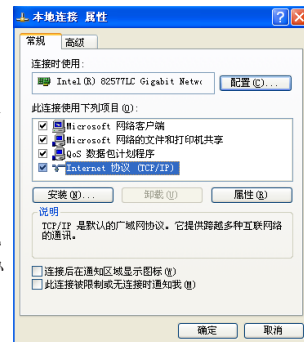 本地连接 属性
常规 高级
连接时使用:
Intel(R) 82577LC Gigabit Netwo
配置(C)...
此连接使用下列项目(O):
Microsoft 网络客户端
Microsoft 网络的文件和打印机共享
QoS 数据包计划程序
Internet 协议 (TCP/IP)
安装(N)...
卸载(U)
属性(R)
说明
TCP/IP 是默认的广域网协议。它提供跨越多种互联网络
的通讯。
连接后在通知区域显示图标(W)
此连接被限制或无连接时通知我(M)
确定
取消